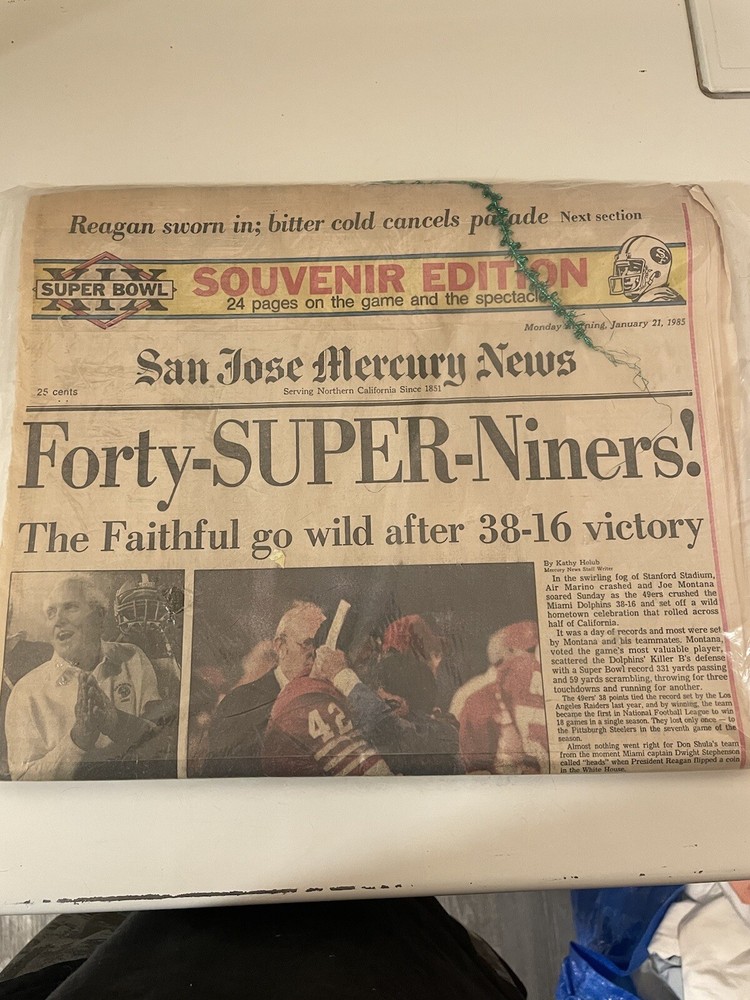 Reagan sworn in; bitter cold cancels parade Next section
XIX
SUPER BOWL
SOUVENIR EDITION
24 pages on the game and the spectacle
SF
Monday Morning, January 21, 1985
San Jose Mercury News
25 cents
Serving Northern California Since 1851
Forty-SUPER-Niners!
The Faithful go wild after 38-16 victory
By Kathy Holub
Mercury News Staff Writer
In the swirling fog of Stanford Stadium,
Air Marino crashed and Joe Montana
soared Sunday as the 49ers crushed the
Miami Dolphins 38-16 and set off a wild
hometown celebration that rolled across
half of California.
It was a day of records and most were set
by Montana and his teammates. Montana,
voted the game's most valuable player,
scattered the Dolphins' Killer B's defense
with a Super Bowl record 331 yards passing
and 59 yards scrambling, throwing for three
touchdowns and running for another.
The 49ers' 38 points tied the record set by the Los
Angeles Raiders last year, and by winning, the team
became the first in National Football League to win
18 games in a single season. They lost only once — to
the Pittsburgh Steelers in the seventh game of the
season.
Almost nothing went right for Don Shula's team
from the moment Miami captain Dwight Stephenson
called "heads" when President Reagan flipped a coin
in the White House.
42